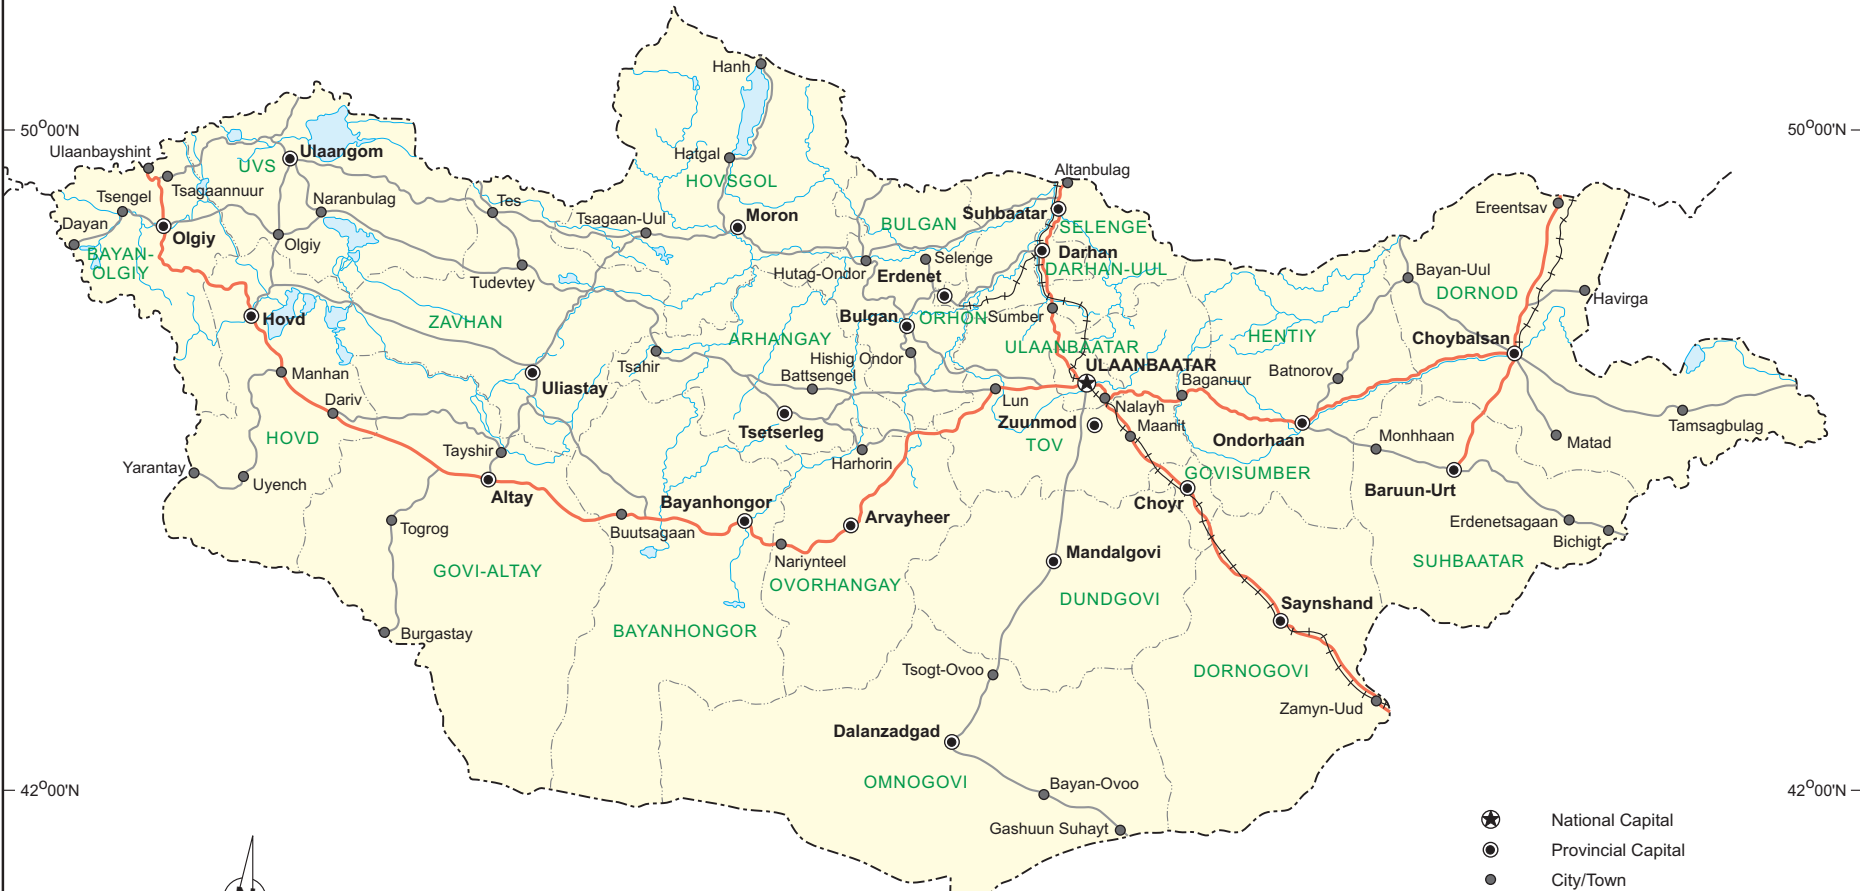 Hanh
50°00'N
50°00'N
Ulaanbayshint
Ulaangom
Hatgal
UVS
Altanbulag
HOVSGOL
Tsagaannuur
Tsengel
Naranbulag
Tes
Ereentsav
Dayan
Tsagaan-Uul
Moron
Suhbaatar
BULGAN
SELENGE
Olgiy
Olgiy
BAYAN-
OLGIY
Darhan
Selenge
DARHAN-UUL
Bayan-Uul
Hutag-Ondor
Erdenet
Tudevtey
DORNOD
Havirga
Hovd
ZAVHAN
Bulgan
ORHON
Sumber
ARHANGAY
ULAANBAATAR
HENTIY
Choybalsan
Hishig Ondor
Tsahir
ULAANBAATAR
Manhan
Uliastay
Battsengel
Baganuur
Batnorov
Dariv
Lun
Nalayh
Zuunmod
Maanit
Tsetserleg
Tamsagbulag
HOVD
TOV
Ondorhaan
Monhhaan
Matad
Tayshir
Harhorin
Yarantay
GOVISUMBER
Uyench
Altay
Bayanhongor
Choyr
Baruun-Urt
Arvayheer
Togrog
Erdenetsagaan
Buutsagaan
Bichigt
Nariynteel
Mandalgovi
SUHBAATAR
GOVI-ALTAY
OVORHANGAY
DUNDGOVI
Saynshand
Burgastay
BAYANHONGOR
Tsogt-Ovoo
DORNOGOVI
Zamyn-Uud
Dalanzadgad
OMNOGOVI
Bayan-Ovoo
42°00'N
42°00'N
Gashuun Suhayt
National Capital
Provincial Capital
City/Town